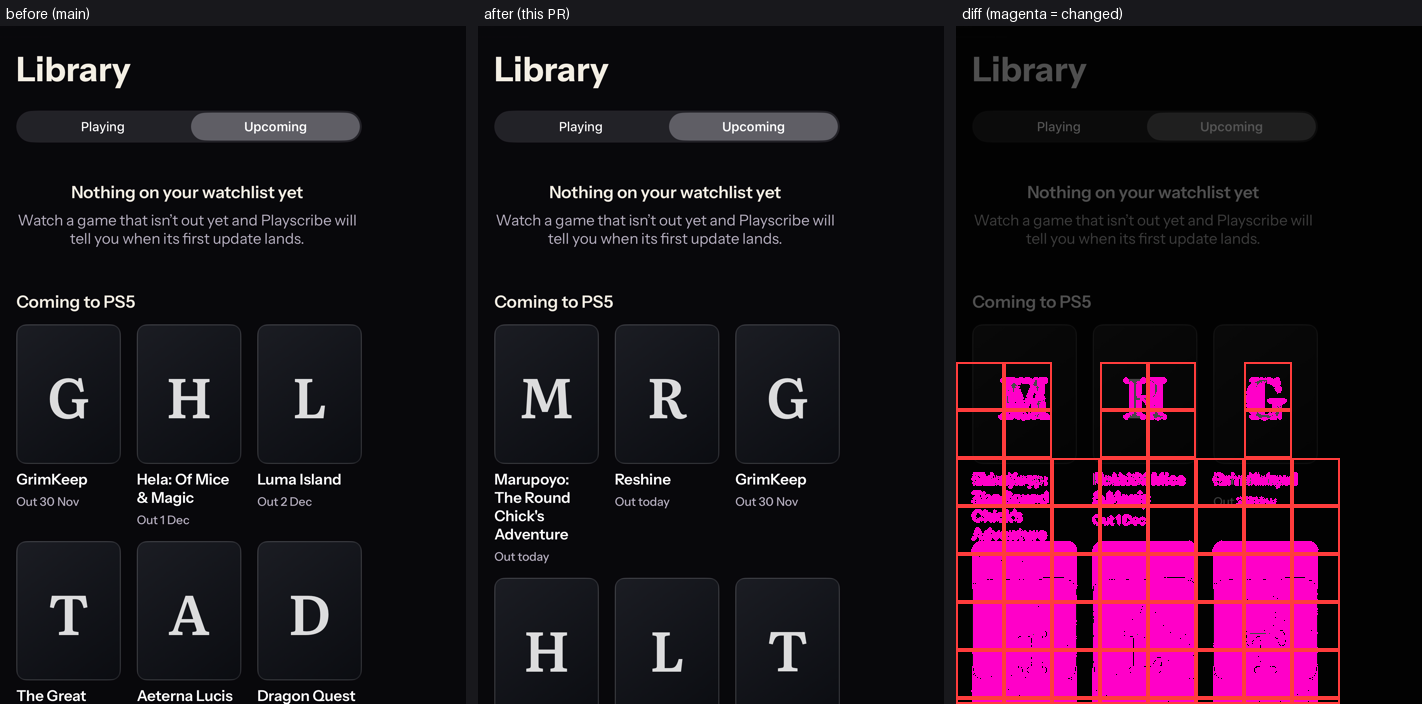 before (main)
Library
Playing
Upcoming
Nothing on your watchlist yet
Watch a game that isn't out yet and Playscribe will
tell you when its first update lands.
Coming to PS5
G
H
L
GrimKeep
Out 30 Nov
Hela: Of Mice
& Magic
Out 1 Dec
Luma Island
Out 2 Dec
T
A
D
The Great
Aeterna Lucis
Dragon Quest
after (this PR)
Library
Playing
Upcoming
Nothing on your watchlist yet
Watch a game that isn't out yet and Playscribe will
tell you when its first update lands.
Coming to PS5
M
R
G
Marupoyo:
The Round
Chick's
Adventure
Out today
Reshine
Out today
GrimKeep
Out 30 Nov
H
L
T
diff (magenta = changed)
Library
Playing
Upcoming
Nothing on your watchlist yet
Watch a game that isn't out yet and Playscribe will
tell you when its first update lands.
Coming to PS5